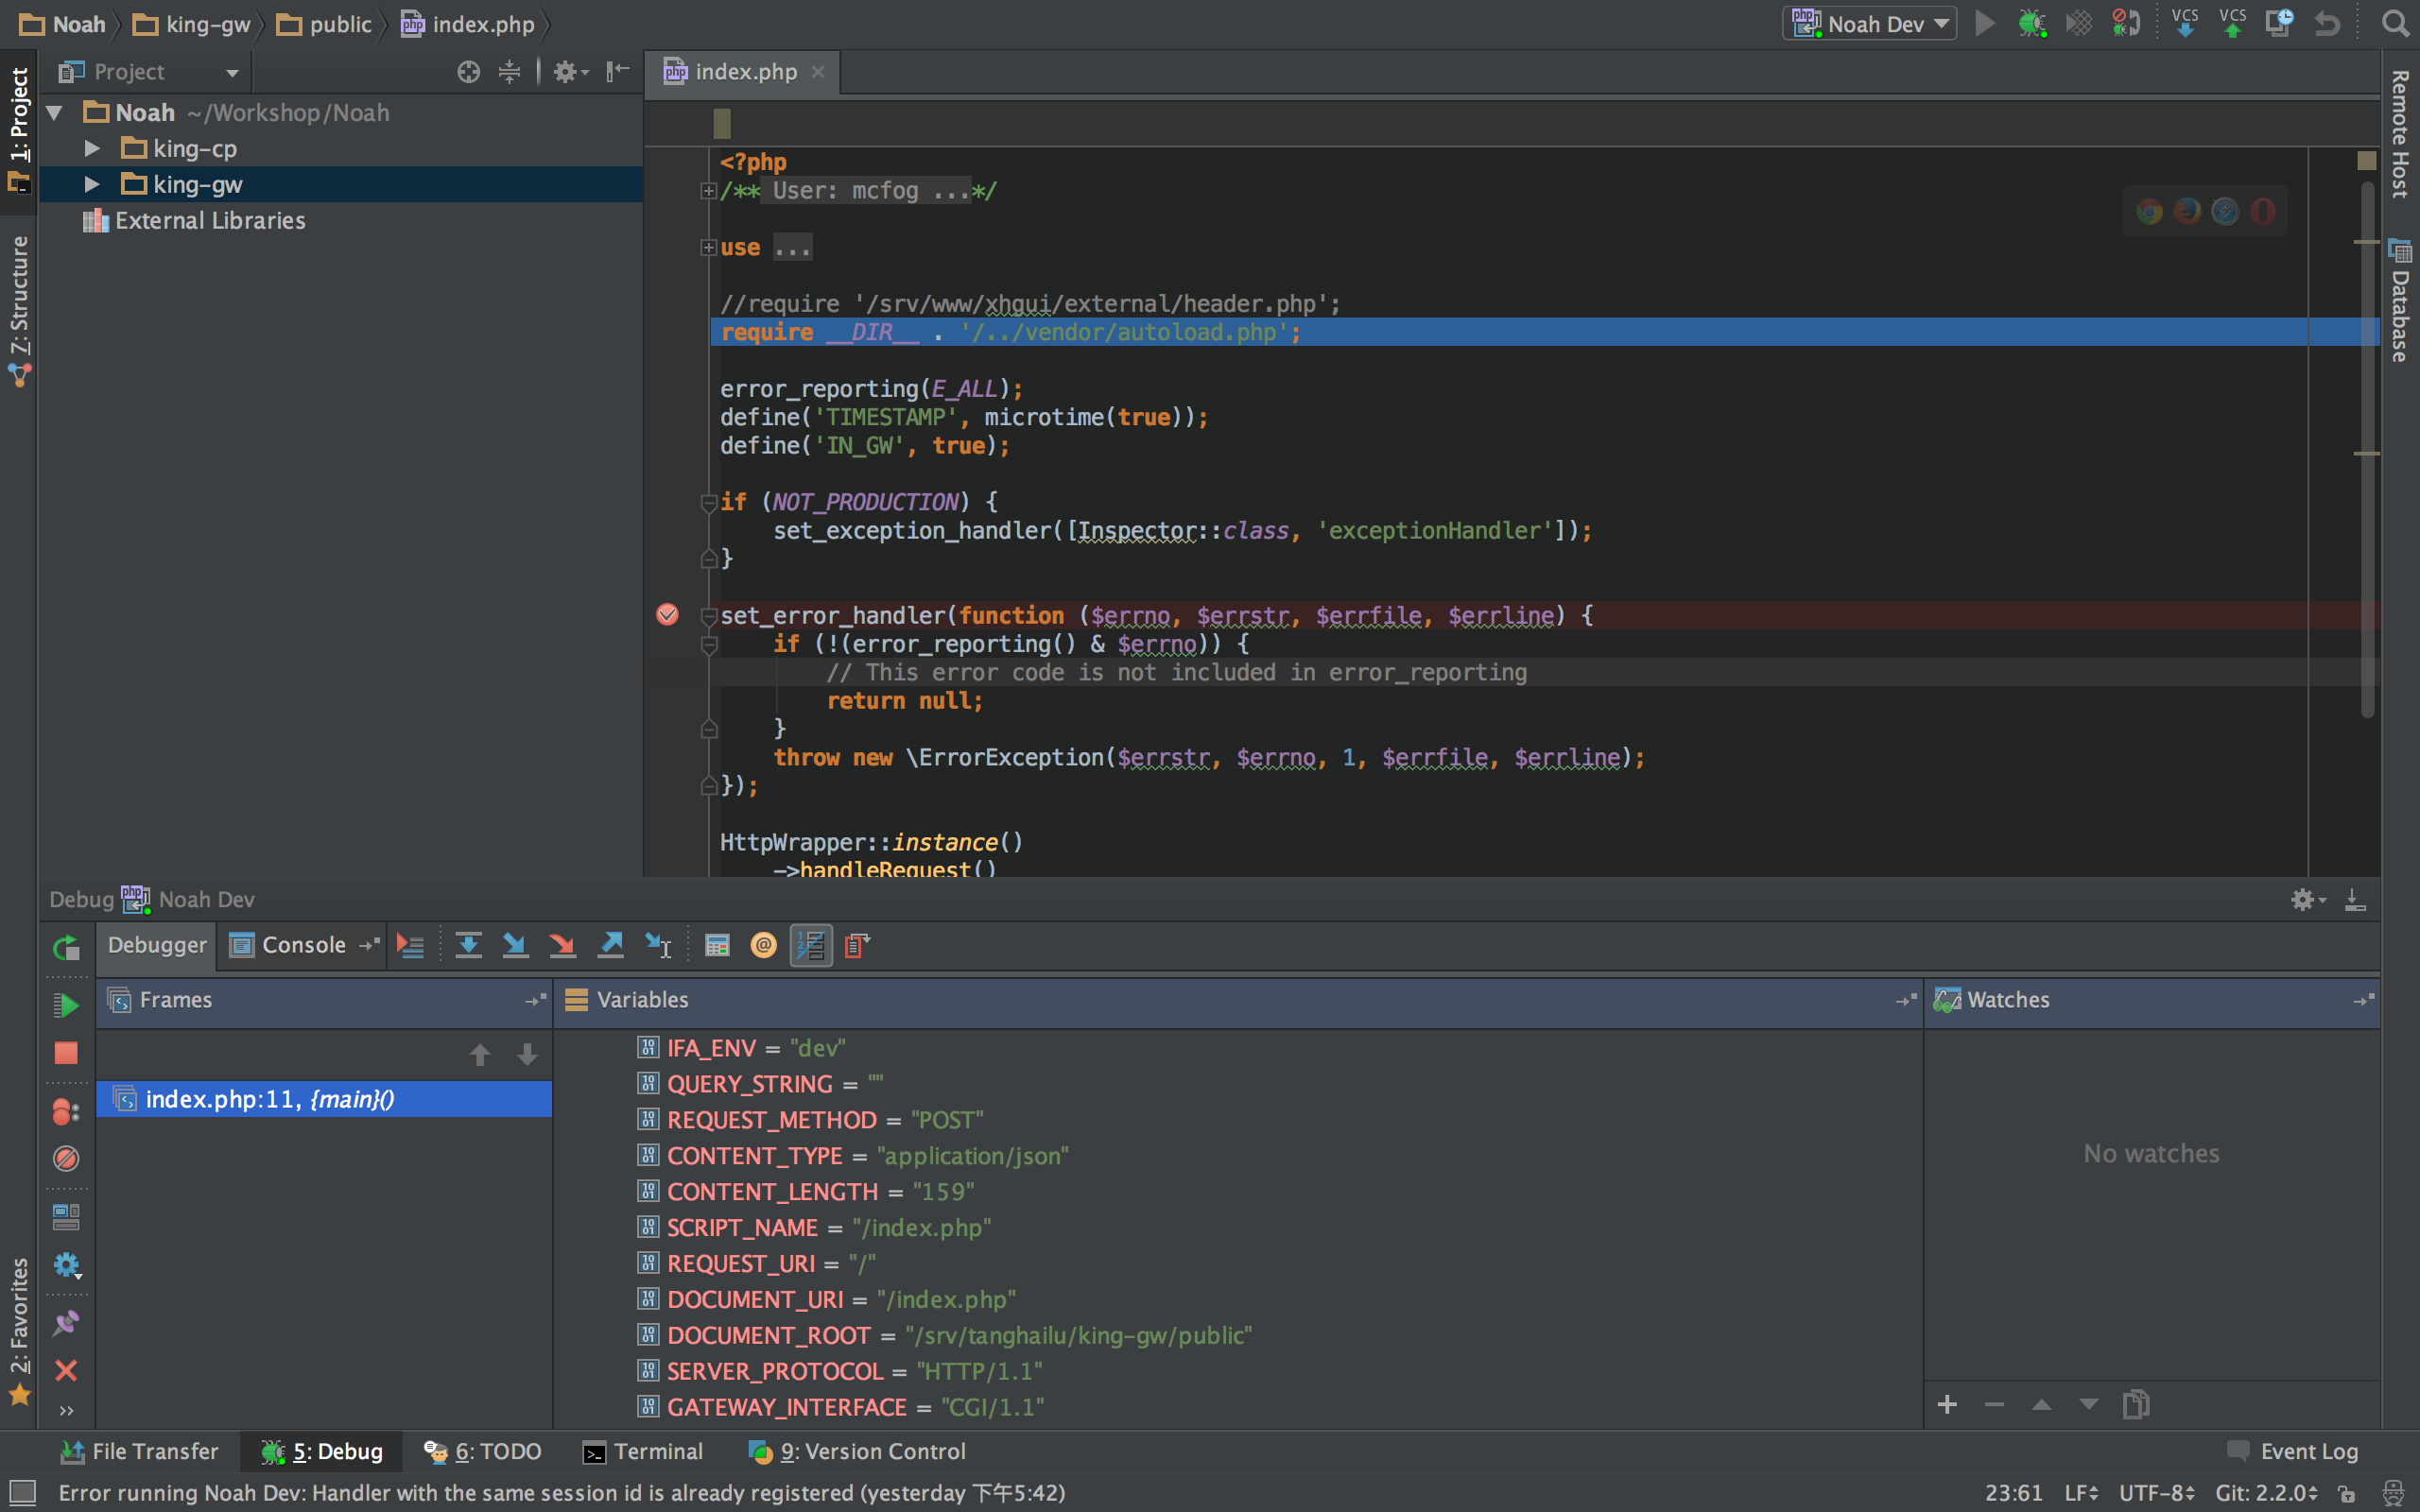 Noah king-gw public index.php Noah Dev VCS VCS
1: Project
7: Structure
2: Favorites
Project
Noah ~/Workshop/Noah
king-cp
king-gw
External Libraries
index.php
<?php
/** User: mcfog ...*/
use ...
//require '/srv/www/xhgui/external/header.php';
require __DIR__ . '/../vendor/autoload.php';
error_reporting(E_ALL);
define('TIMESTAMP', microtime(true));
define('IN_GW', true);
if (NOT_PRODUCTION) {
set_exception_handler([Inspector::class, 'exceptionHandler']);
}
set_error_handler(function ($errno, $errstr, $errfile, $errline) {
if (!(error_reporting() & $errno)) {
// This error code is not included in error_reporting
return null;
}
throw new \ErrorException($errstr, $errno, 1, $errfile, $errline);
});
HttpWrapper::instance()
->handleRequest()
Remote Host
Database
Debug Noah Dev
Debugger Console
Frames
index.php:11, {main}()
Variables
IFA_ENV = "dev"
QUERY_STRING = ""
REQUEST_METHOD = "POST"
CONTENT_TYPE = "application/json"
CONTENT_LENGTH = "159"
SCRIPT_NAME = "/index.php"
REQUEST_URI = "/"
DOCUMENT_URI = "/index.php"
DOCUMENT_ROOT = "/srv/tanghailu/king-gw/public"
SERVER_PROTOCOL = "HTTP/1.1"
GATEWAY_INTERFACE = "CGI/1.1"
Watches
No watches
File Transfer 5: Debug 6: TODO Terminal 9: Version Control Event Log
Error running Noah Dev: Handler with the same session id is already registered (yesterday 下午5:42) 23:61 LF UTF-8 Git: 2.2.0